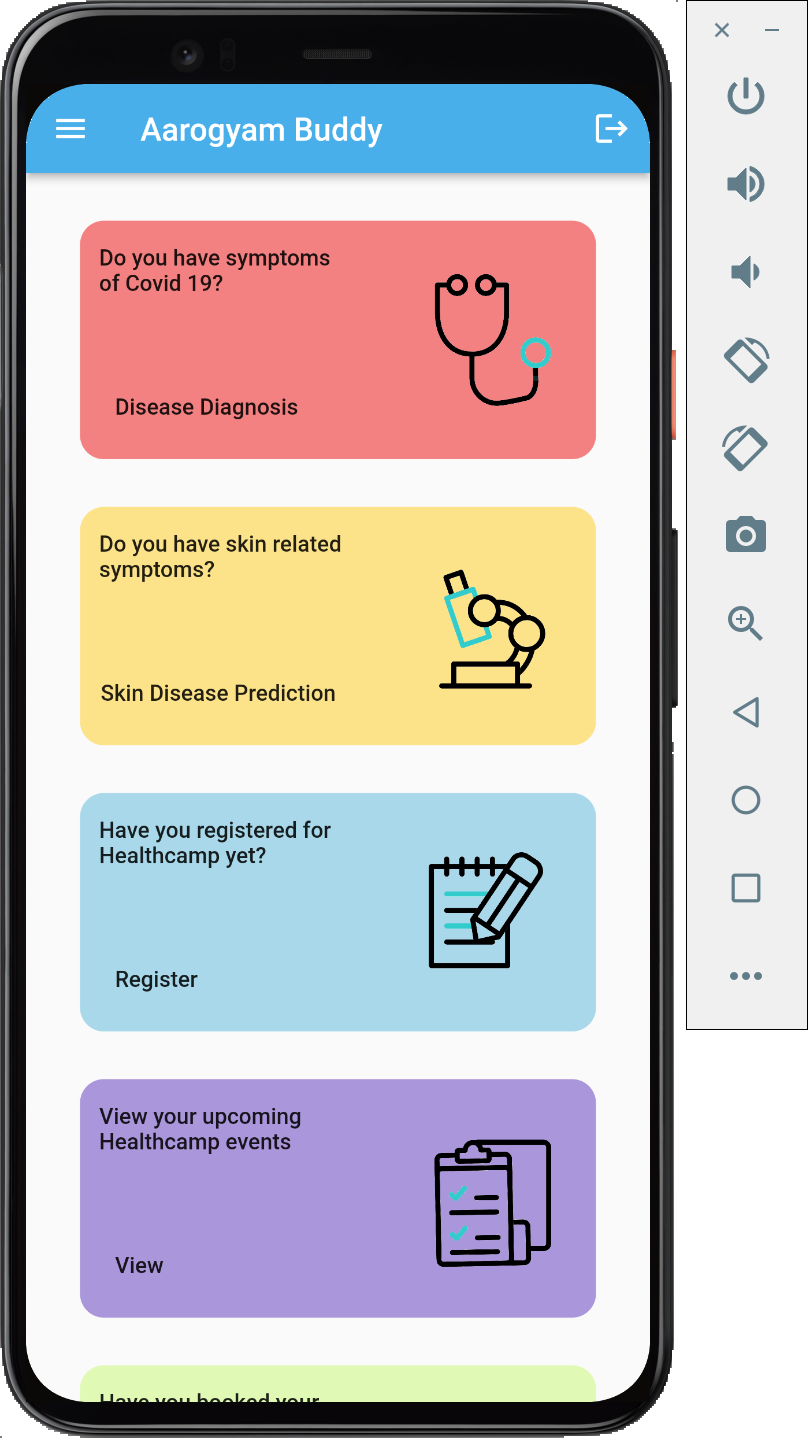 Aarogyam Buddy
Do you have symptoms
of Covid 19?
Disease Diagnosis
Do you have skin related
symptoms?
Skin Disease Prediction
Have you registered for
Healthcamp yet?
Register
View your upcoming
Healthcamp events
View
Have you booked your